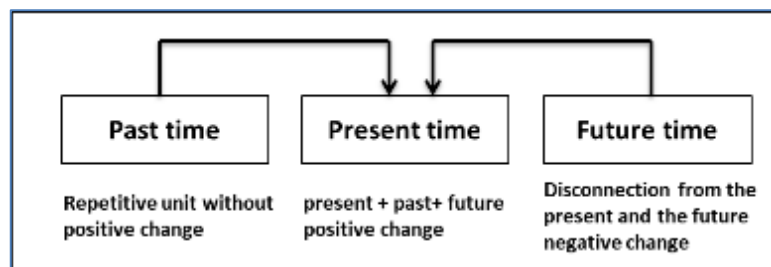 Past time
Present time
Future time
Repetitive unit without
positive change
present + past+ future
positive change
Disconnection from the
present and the future
negative change